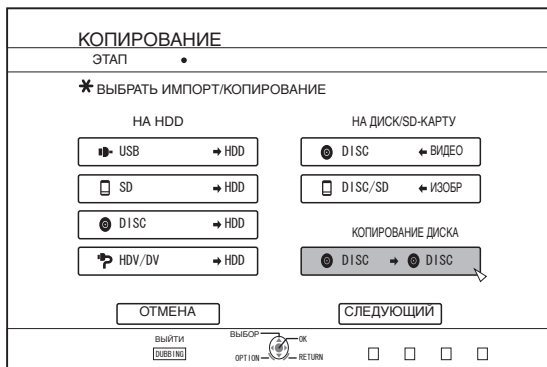 КОПИРОВАНИЕ
ЭТАП •
* ВЫБРАТЬ ИМПОРТ/КОПИРОВАНИЕ
НА HDD
USB → HDD
SD → HDD
DISC → HDD
HDV/DV → HDD
НА ДИСК/SD-КАРТУ
DISC ← ВИДЕО
DISC/SD ← ИЗОБР
КОПИРОВАНИЕ ДИСКА
DISC → DISC
ОТМЕНА
СЛЕДУЮЩИЙ
ВЫЙТИ
DUBBING
ВЫБОР
OK
OPTION
RETURN